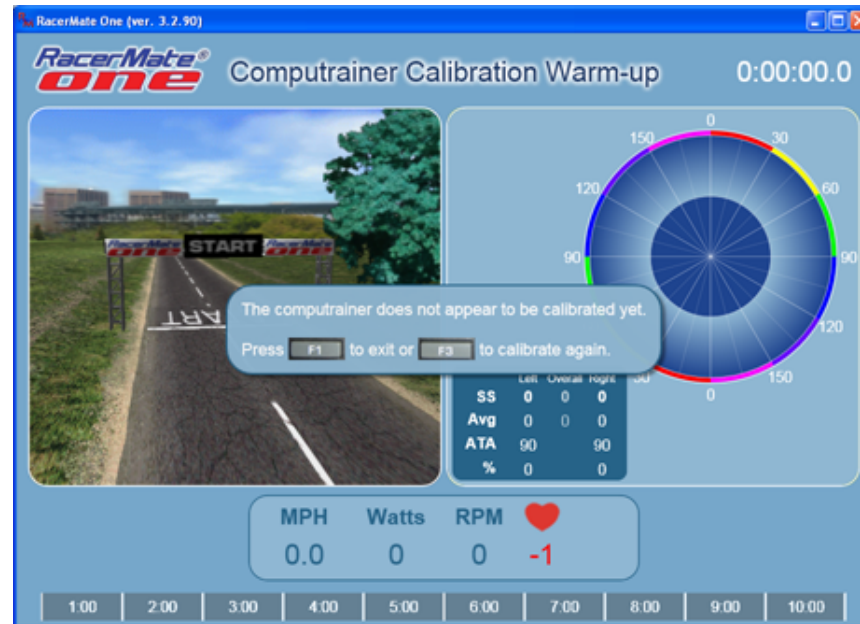 RacerMate One (ver. 3.2.90)
RacerMate®
one
Computrainer Calibration Warm-up
0:00:00.0
RacerMate one START RacerMate one
The computrainer does not appear to be calibrated yet.
Press F1 to exit or F3 to calibrate again.
0
150 30
120 60
90 90
120
30 150
0
Left Overall Right
SS 0 0 0
Avg 0 0 0
ATA 90 90
% 0 0
MPH Watts RPM
0.0 0 0 -1
1:00 2:00 3:00 4:00 5:00 6:00 7:00 8:00 9:00 10:00